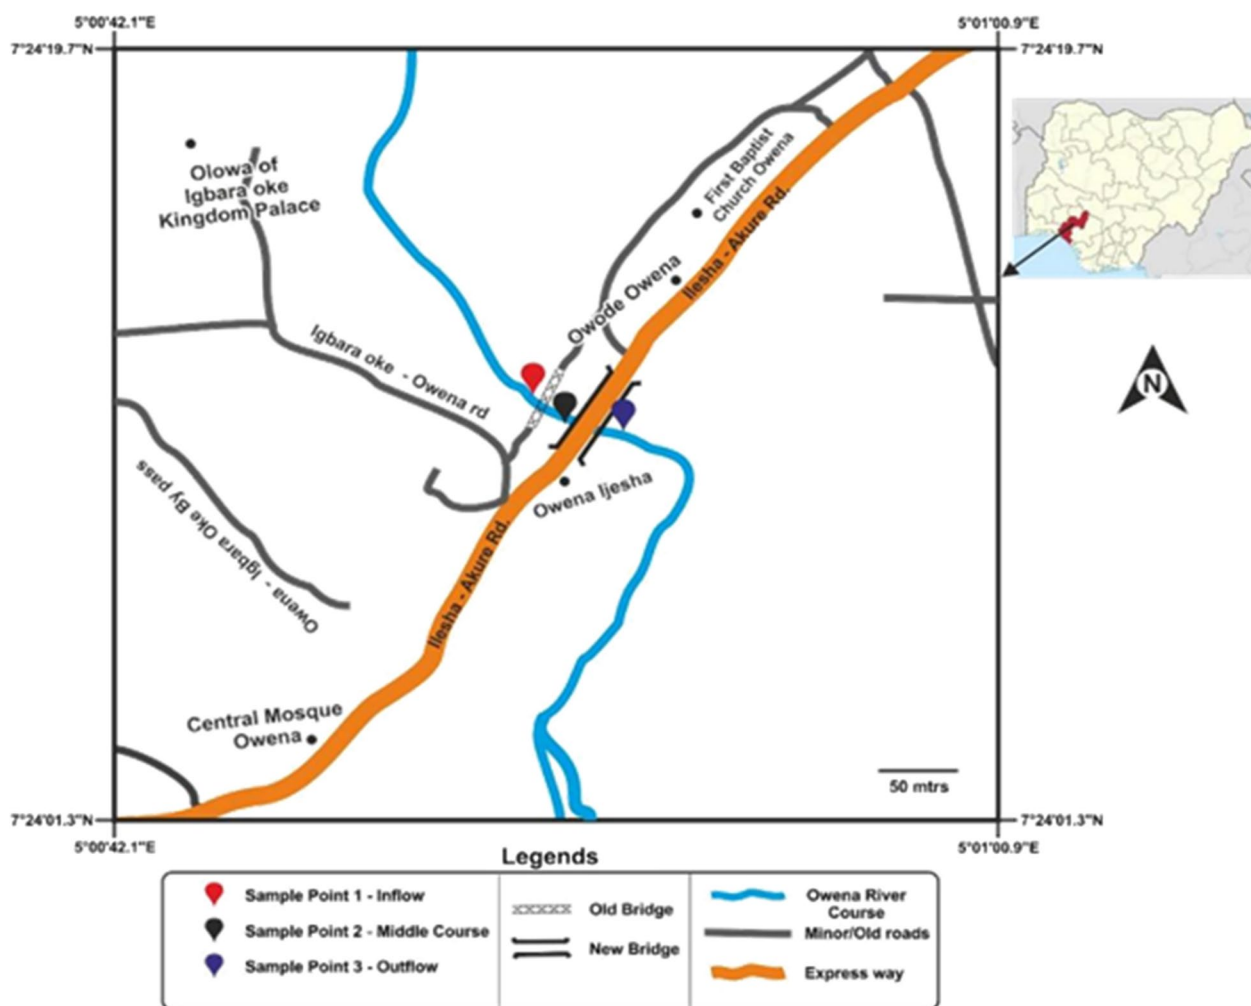 5°00'42.1"E
5°01'00.9"E
7°24'19.7"N
7°24'19.7"N
Olowa of
Igbara oke
Kingdom Palace
First Baptist
Church Owena
Ilesha - Akure Rd.
Owode Owena
Igbara oke - Owena rd
N
Owena Ijesha
Owena - Igbara Oke By pass
Ilesha - Akure Rd.
Central Mosque
Owena
50 mtrs
7°24'01.3"N
7°24'01.3"N
5°00'42.1"E
5°01'00.9"E
Legends
Sample Point 1 - Inflow
Sample Point 2 - Middle Course
Sample Point 3 - Outflow
Old Bridge
New Bridge
Owena River
Course
Minor/Old roads
Express way